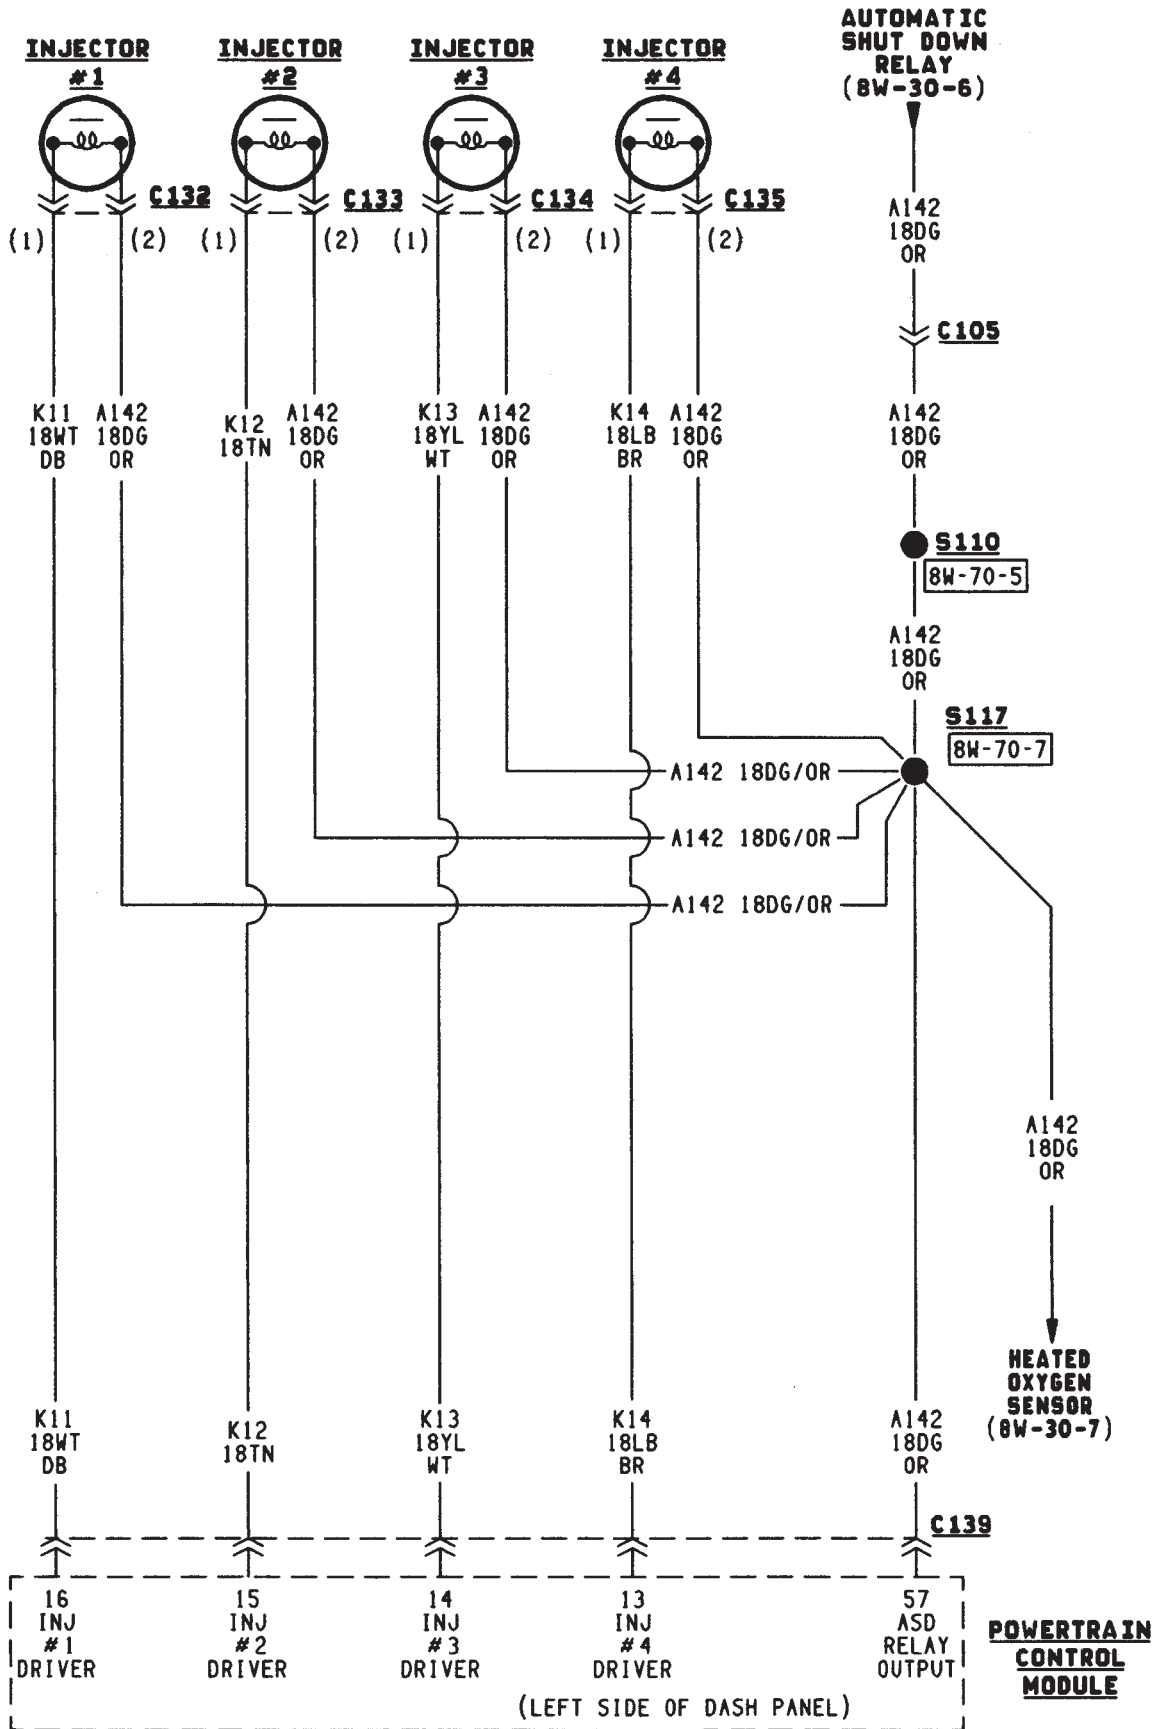 INJECTOR
#1
INJECTOR
#2
INJECTOR
#3
INJECTOR
#4
AUTOMATIC
SHUT DOWN
RELAY
(8W-30-6)
C132
C133
C134
C135
(1)
(2)
(1)
(2)
(1)
(2)
(1)
(2)
A142
18DG
OR
C105
K11
18WT
DB
A142
18DG
OR
K12
18TN
A142
18DG
OR
K13
18YL
WT
A142
18DG
OR
K14
18LB
BR
A142
18DG
OR
A142
18DG
OR
S110
8W-70-5
A142
18DG
OR
S117
8W-70-7
A142 18DG/OR
A142 18DG/OR
A142 18DG/OR
A142
18DG
OR
HEATED
OXYGEN
SENSOR
(8W-30-7)
K11
18WT
DB
K12
18TN
K13
18YL
WT
K14
18LB
BR
A142
18DG
OR
C139
16
INJ
#1
DRIVER
15
INJ
#2
DRIVER
14
INJ
#3
DRIVER
13
INJ
#4
DRIVER
57
ASD
RELAY
OUTPUT
POWERTRAIN
CONTROL
MODULE
(LEFT SIDE OF DASH PANEL)